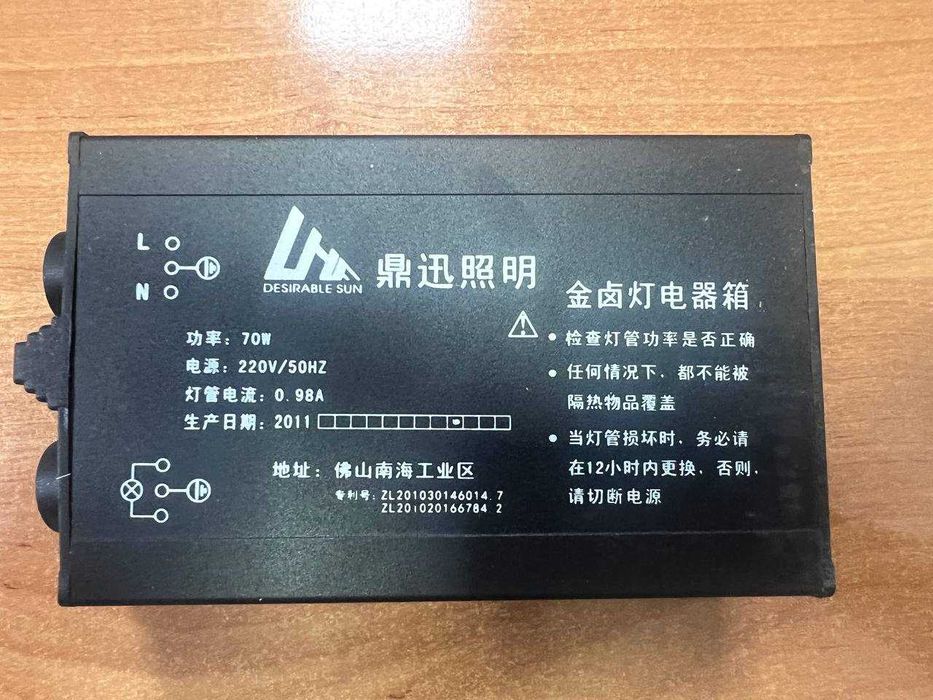 L
N
DESIRABLE SUN
鼎迅照明
功率：70W
电源：220V/50HZ
灯管电流：0.98A
生产日期：2011
地址：佛山南海工业区
专利号：ZL201030146014.7
ZL201020166784.2
金卤灯电器箱
检查灯管功率是否正确
任何情况下，都不能被
隔热物品覆盖
当灯管损坏时，务必请
在12小时内更换，否则，
请切断电源